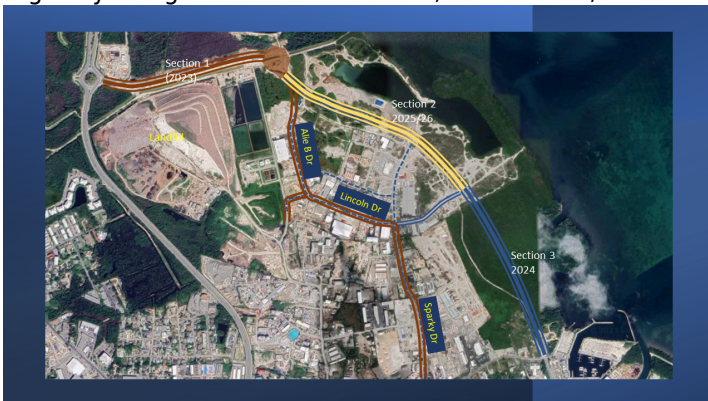 Section 1
(2023)
Section 2
2025/26
Landfill
Alie B Dr
Lincoln Dr
Section 3
2024
Sparky Dr